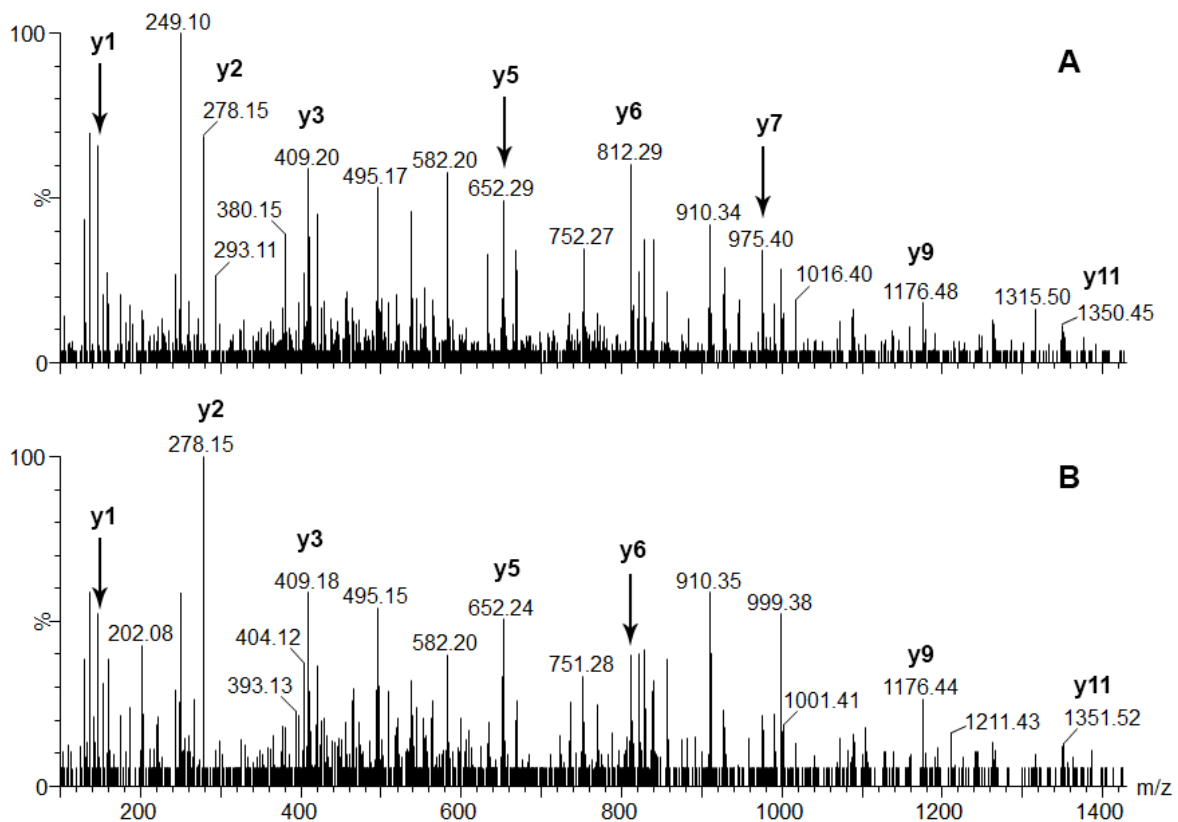 100
249.10
y1
y2
278.15
y3
409.20
y5
y6
812.29
y7
A
%
380.15
293.11
495.17
582.20
652.29
752.27
910.34
975.40
1016.40
y9
1176.48
1315.50
y11
1350.45
0
200 400 600 800 1000 1200 1400
y2
278.15
100
B
y1
y3
409.18
y5
y6
%
202.08
404.12
393.13
495.15
582.20
652.24
751.28
910.35
999.38
1001.41
y9
1176.44
1211.43
y11
1351.52
0
200 400 600 800 1000 1200 1400
m/z